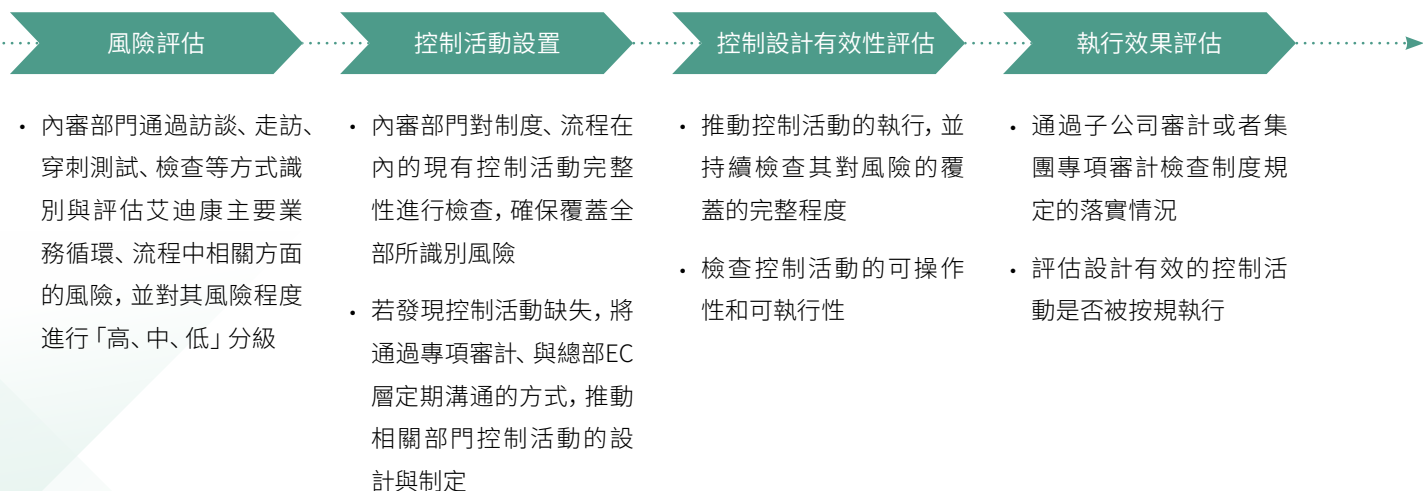 風險評估
控制活動設置
控制設計有效性評估
執行效果評估
• 內審部門通過訪談、走訪、
穿刺測試、檢查等方式識
別與評估艾迪康主要業
務循環、流程中相關方面
的風險，並對其風險程度
進行「高、中、低」分級
• 內審部門對制度、流程在
內的現有控制活動完整
性進行檢查，確保覆蓋全
部所識別風險
• 若發現控制活動缺失，將
通過專項審計、與總部EC
層定期溝通的方式，推動
相關部門控制活動的設
計與制定
• 推動控制活動的執行，並
持續檢查其對風險的覆
蓋的完整程度
• 檢查控制活動的可操作
性和可執行性
• 通過子公司審計或者集
團專項審計檢查制度規
定的落實情況
• 評估設計有效的控制活
動是否被按規執行